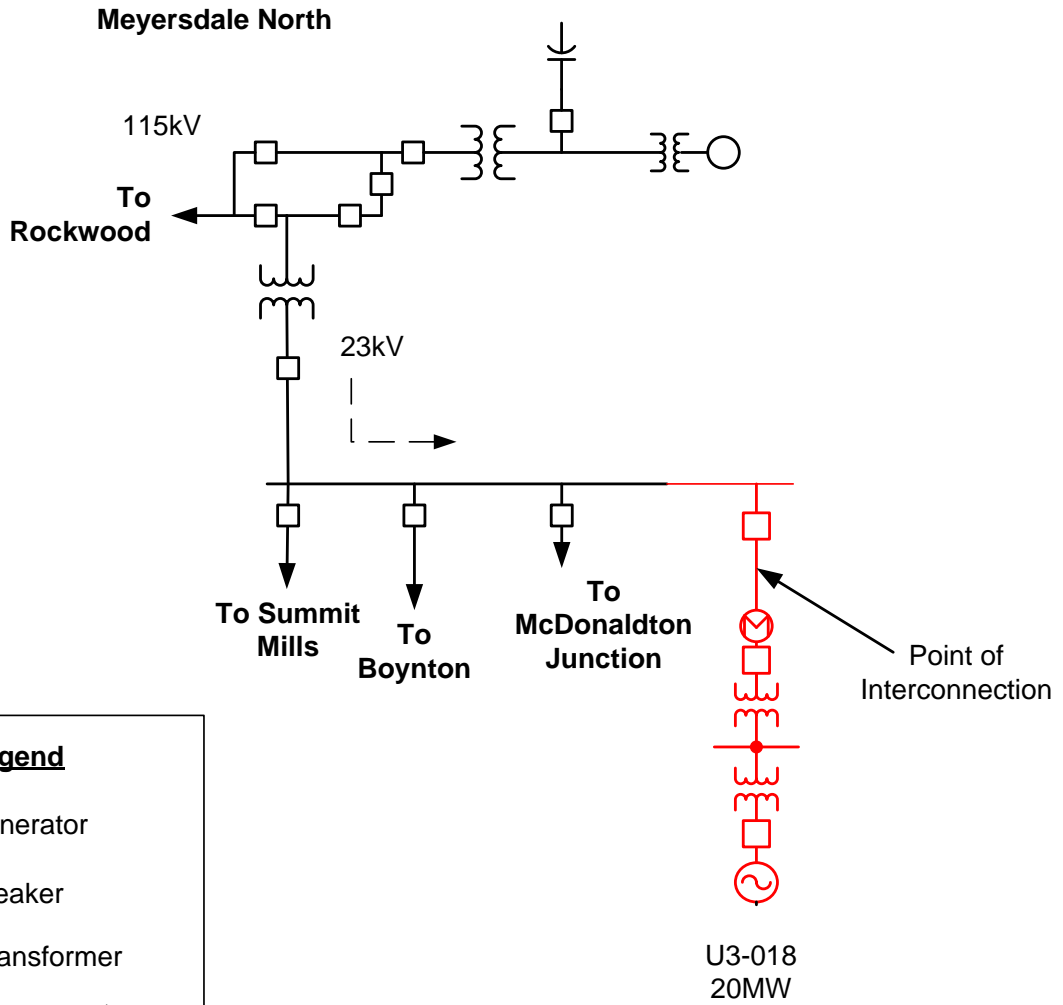 Meyersdale North
115kV
To
Rockwood
23kV
To Summit
Mills
To
Boynton
To
McDonaldton
Junction
Point of
Interconnection
gend
nerator
eaker
ansformer
U3-018
20MW